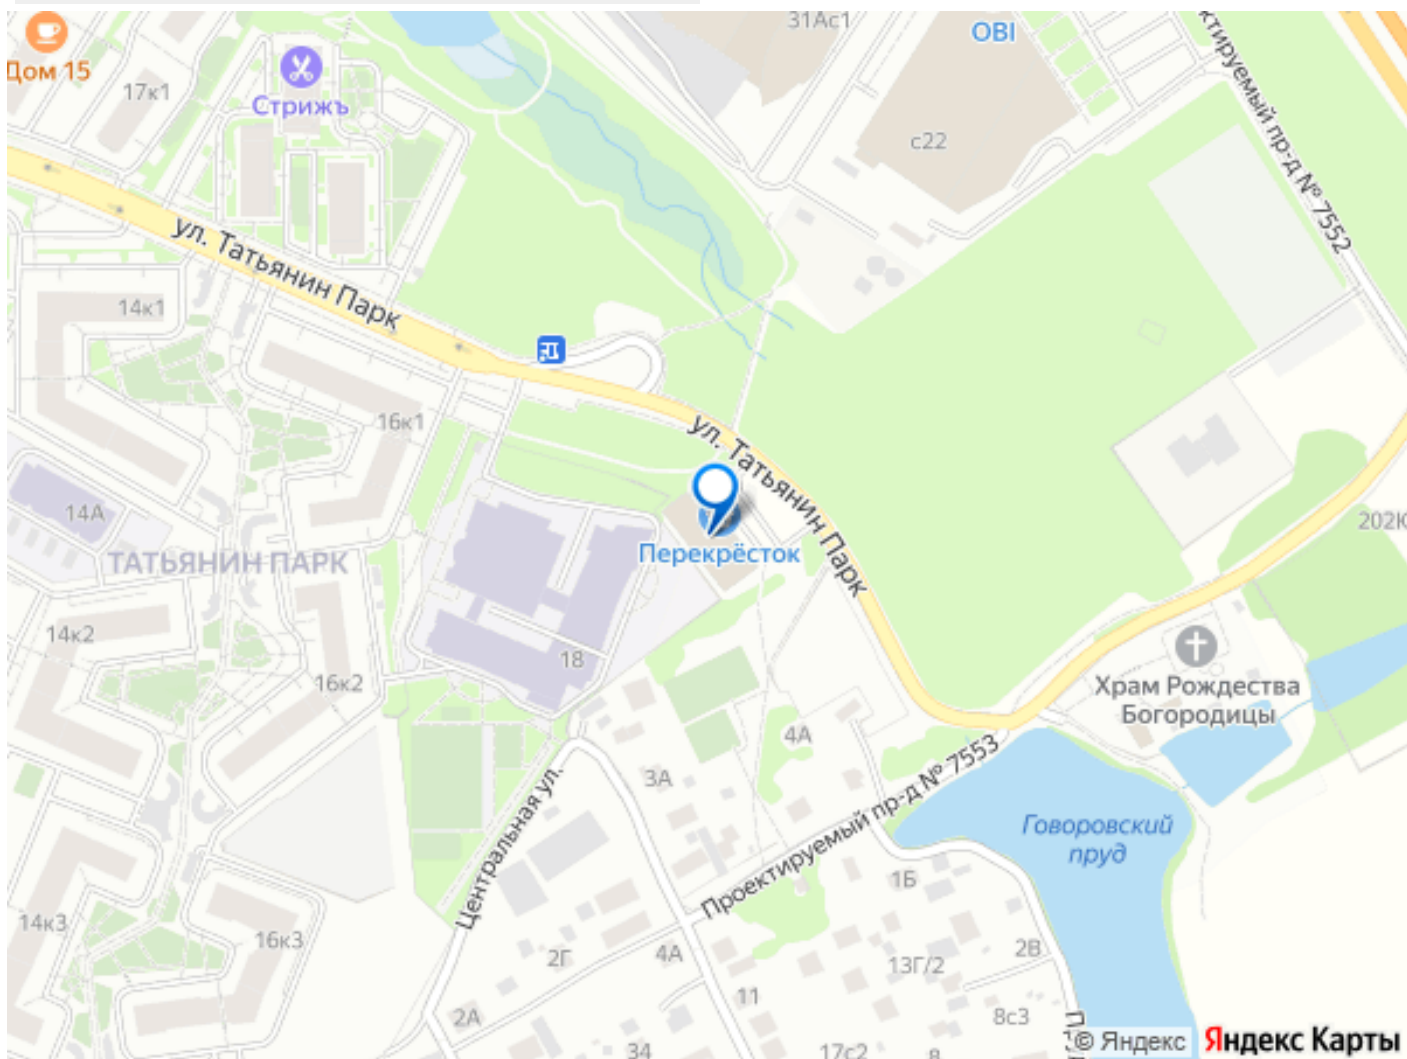 31Ас1
OBI
Дом 15
17к1
Стрижъ
с22
ктируемый пр-д № 7552
ул. Татьянин Парк
14к1
16к1
ул. Татьянин Парк
14А
Перекрёсток
202К
ТАТЬЯНИН ПАРК
14к2
18
16к2
Храм Рождества
Богородицы
4А
Проектируемый пр-д № 7553
3А
Центральная ул.
Говоровский
пруд
1Б
14к3
16к3
2Г
4А
13Г/2
2В
11
2А
8с3
34
17с2
8
© Яндекс
Яндекс Карты